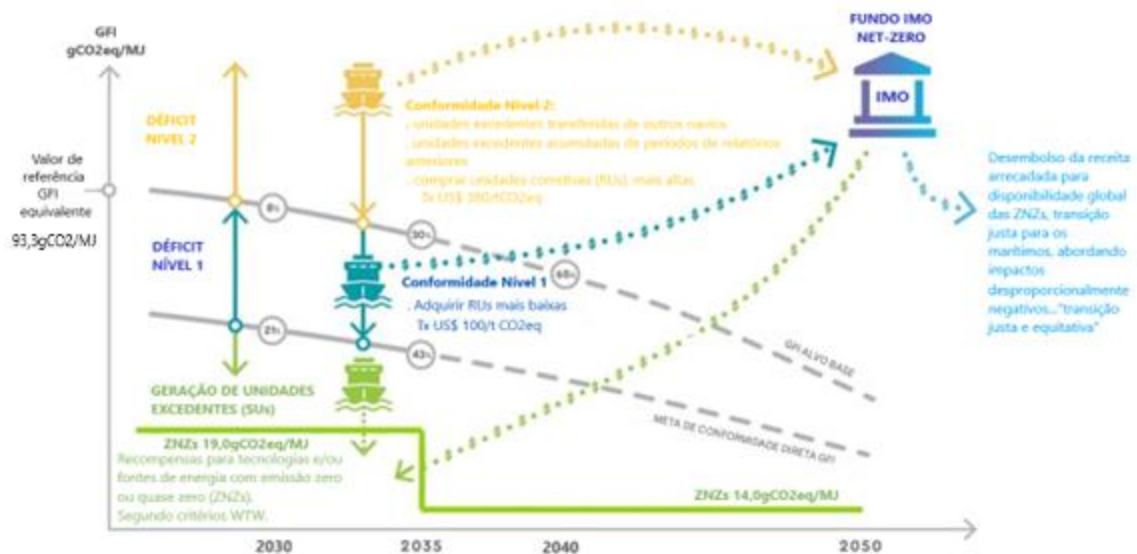 GFI
gCO2eq/MJ
FUNDO IMO
NET-ZERO
IMO
DÉFICIT
NIVEL 2
Conformidade Nivel 2:
. unidades excedentes transferidas de outros navios
. unidades excedentes acumuladas de períodos de relatórios
anteriores
. comprar unidades corretivas (RUs) mais altas
Tx US$ 380/tCO2eq
Valor de
referência
GFI
equivalente
93,3gCO2/MJ
8%
30%
65%
DÉFICIT
NÍVEL 1
Conformidade Nivel 1
. Adquirir RUs mais baixas
Tx US$ 100/t CO2eq
21%
43%
GFI ALVO BASE
META DE CONFORMIDADE DIRETA GFI
Desembolso da receita
arrecadada para
disponibilidade global
das ZNZs, transição
justa para os
marítimos, abordando
impactos
desproporcionalmente
negativos..."transição
justa e equitativa"
GERAÇÃO DE UNIDADES
EXCEDENTES (SUs)
ZNZs 19,0gCO2eq/MJ
Recompensas para tecnologias e/ou
fontes de energia com emissão zero
ou quase zero (ZNZs).
Segundo critérios WTW.
ZNZs 14,0gCO2eq/MJ
2030
2035
2040
2050